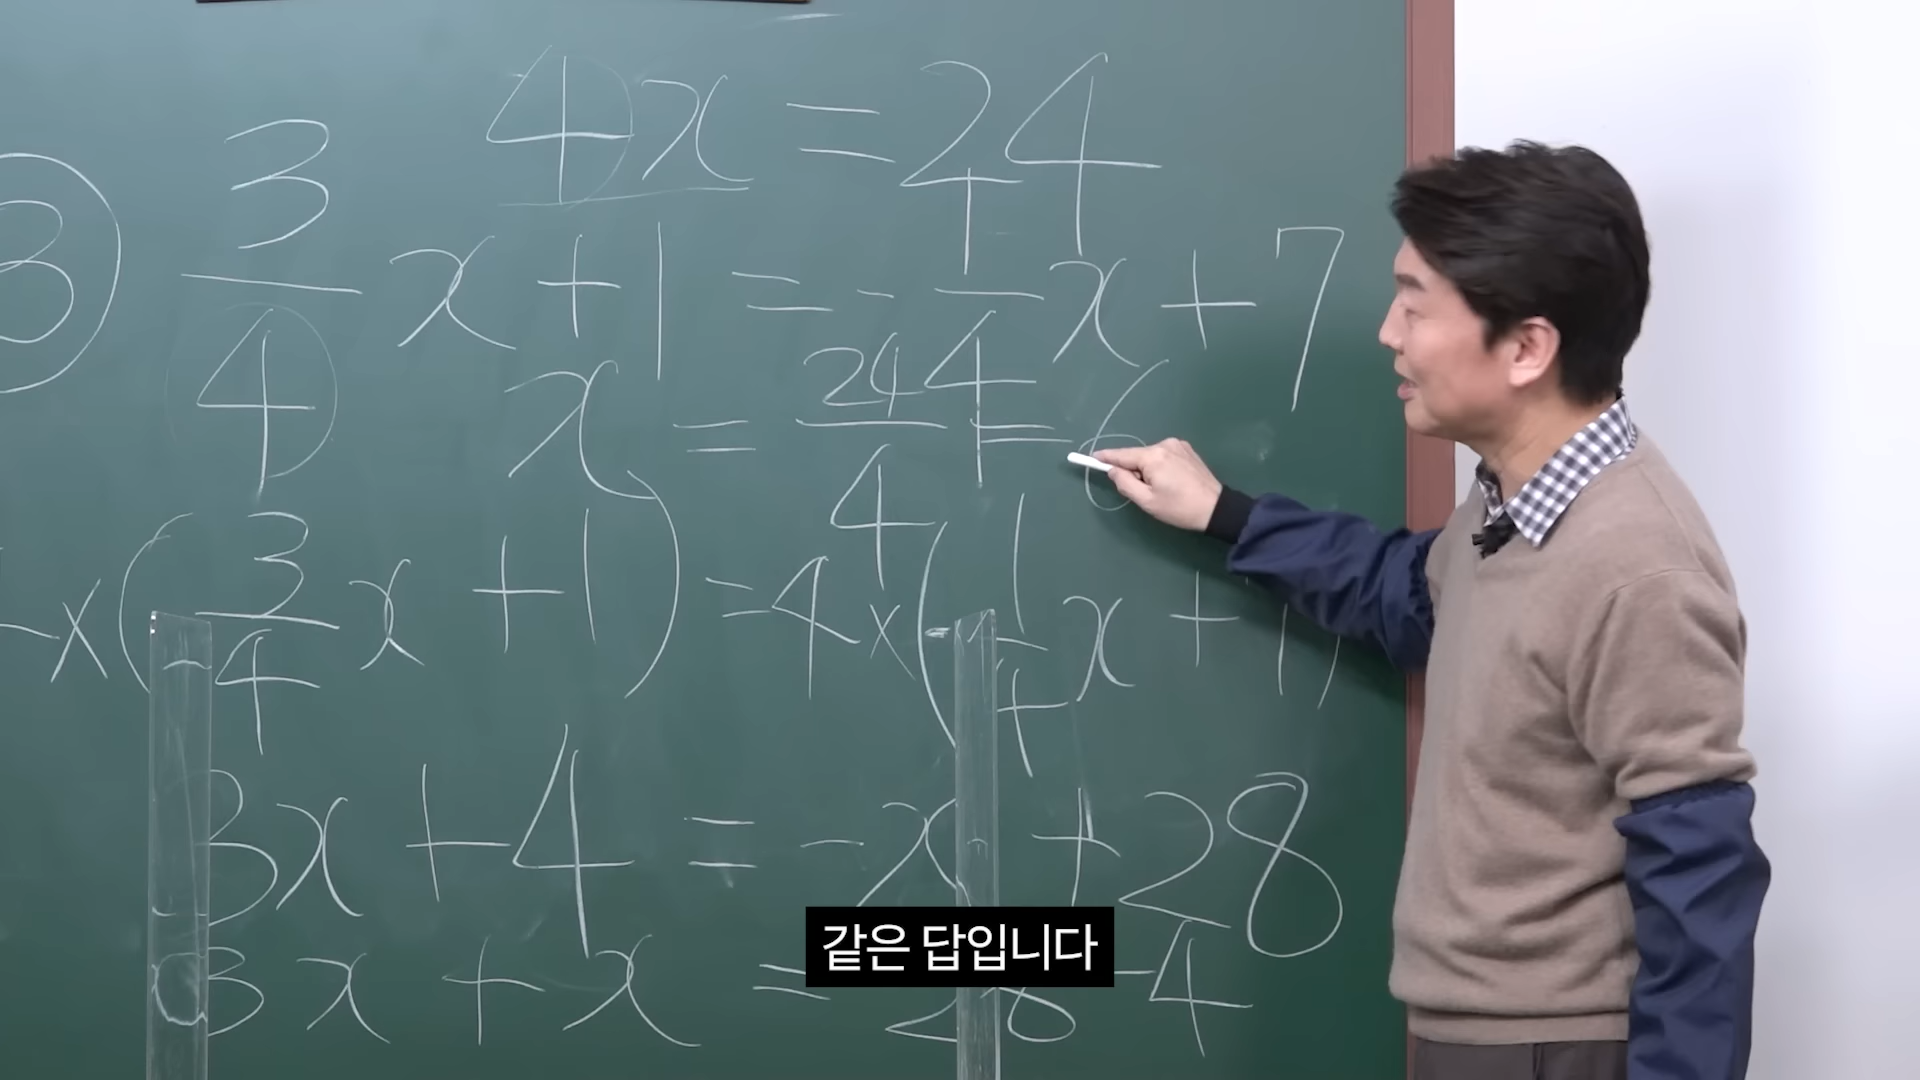 4x = 24
③ 3/4 x + 1 = - 1/4 x + 7
x = 24/4 = 6
4 × ( 3/4 x + 1 ) = 4 × ( - 1/4 x + 7 )
3x + 4 = -x + 28
3x + x = 28 - 4
같은 답입니다